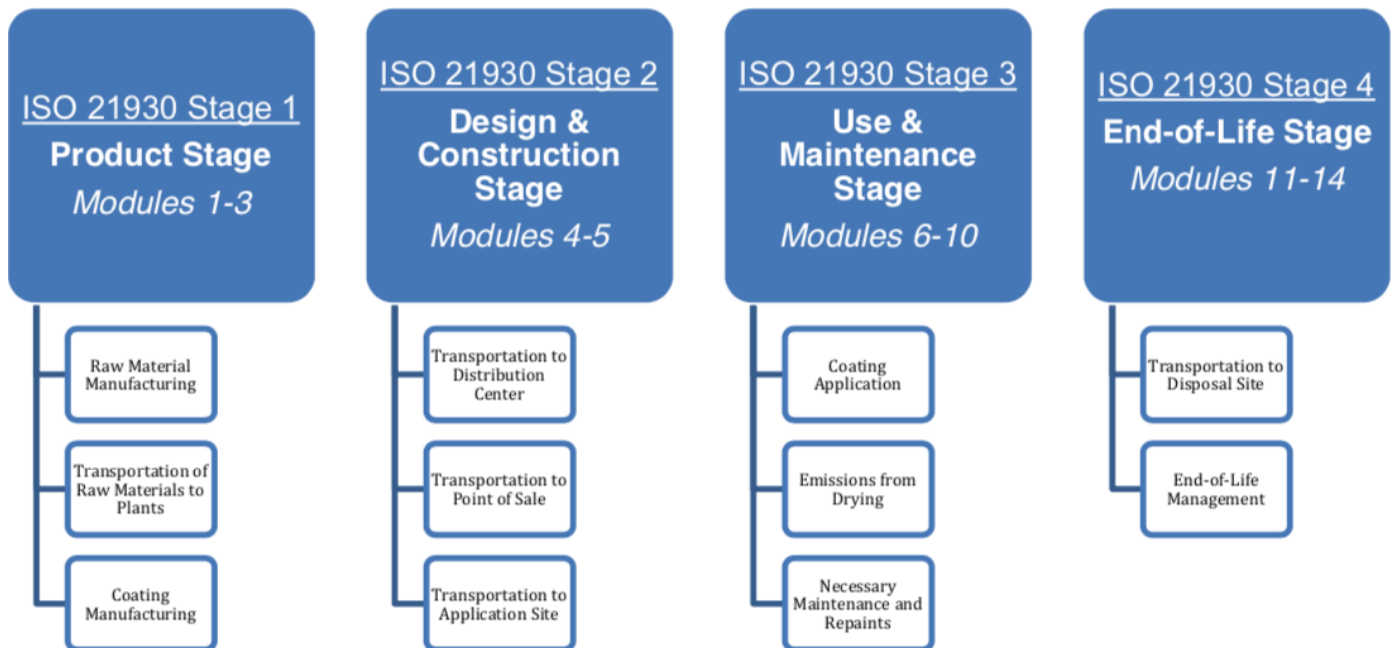 ISO 21930 Stage 1
Product Stage
Modules 1-3
Raw Material
Manufacturing
Transportation of
Raw Materials to
Plants
Coating
Manufacturing
ISO 21930 Stage 2
Design &
Construction
Stage
Modules 4-5
Transportation to
Distribution
Center
Transportation to
Point of Sale
Transportation to
Application Site
ISO 21930 Stage 3
Use &
Maintenance
Stage
Modules 6-10
Coating
Application
Emissions from
Drying
Necessary
Maintenance and
Repaints
ISO 21930 Stage 4
End-of-Life Stage
Modules 11-14
Transportation to
Disposal Site
End-of-Life
Management